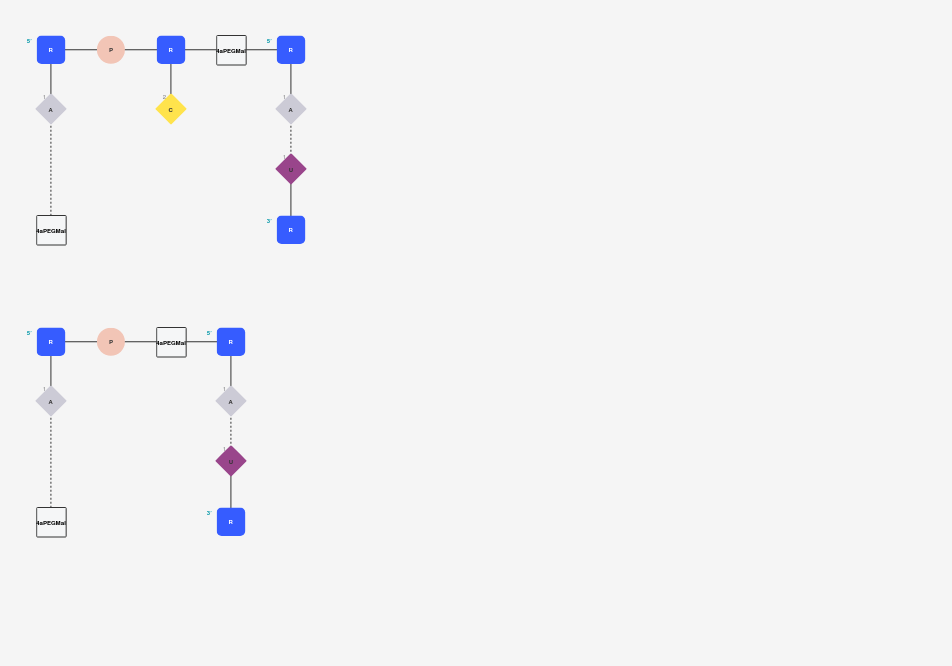 5' R P R 4aPEGMal 5' R
1 A 2 C 1 A
1 U
4aPEGMal 3' R
5' R P 4aPEGMal 5' R
1 A 1 A
1 U
4aPEGMal 3' R